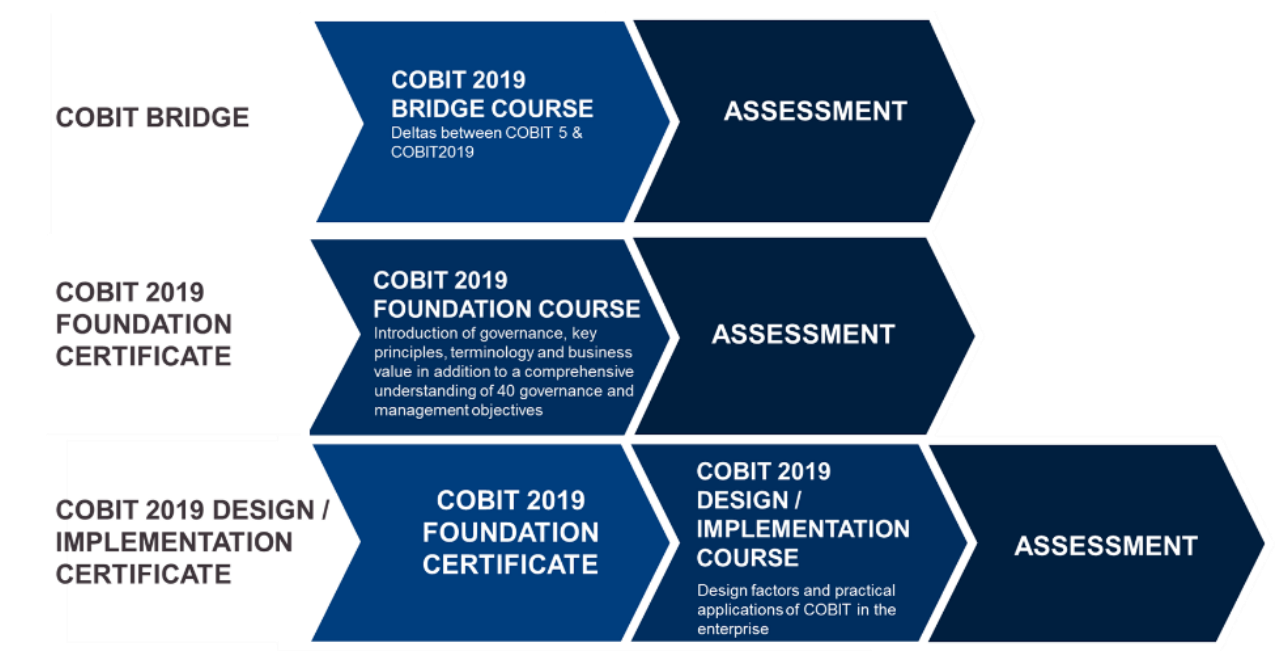 COBIT BRIDGE
COBIT 2019
BRIDGE COURSE
Deltas between COBIT 5 &
COBIT2019
ASSESSMENT
COBIT 2019
FOUNDATION
CERTIFICATE
COBIT 2019
FOUNDATION COURSE
Introduction of governance, key
principles, terminology and business
value in addition to a comprehensive
understanding of 40 governance and
management objectives
ASSESSMENT
COBIT 2019 DESIGN /
IMPLEMENTATION
CERTIFICATE
COBIT 2019
FOUNDATION
CERTIFICATE
COBIT 2019
DESIGN /
IMPLEMENTATION
COURSE
Design factors and practical
applications of COBIT in the
enterprise
ASSESSMENT